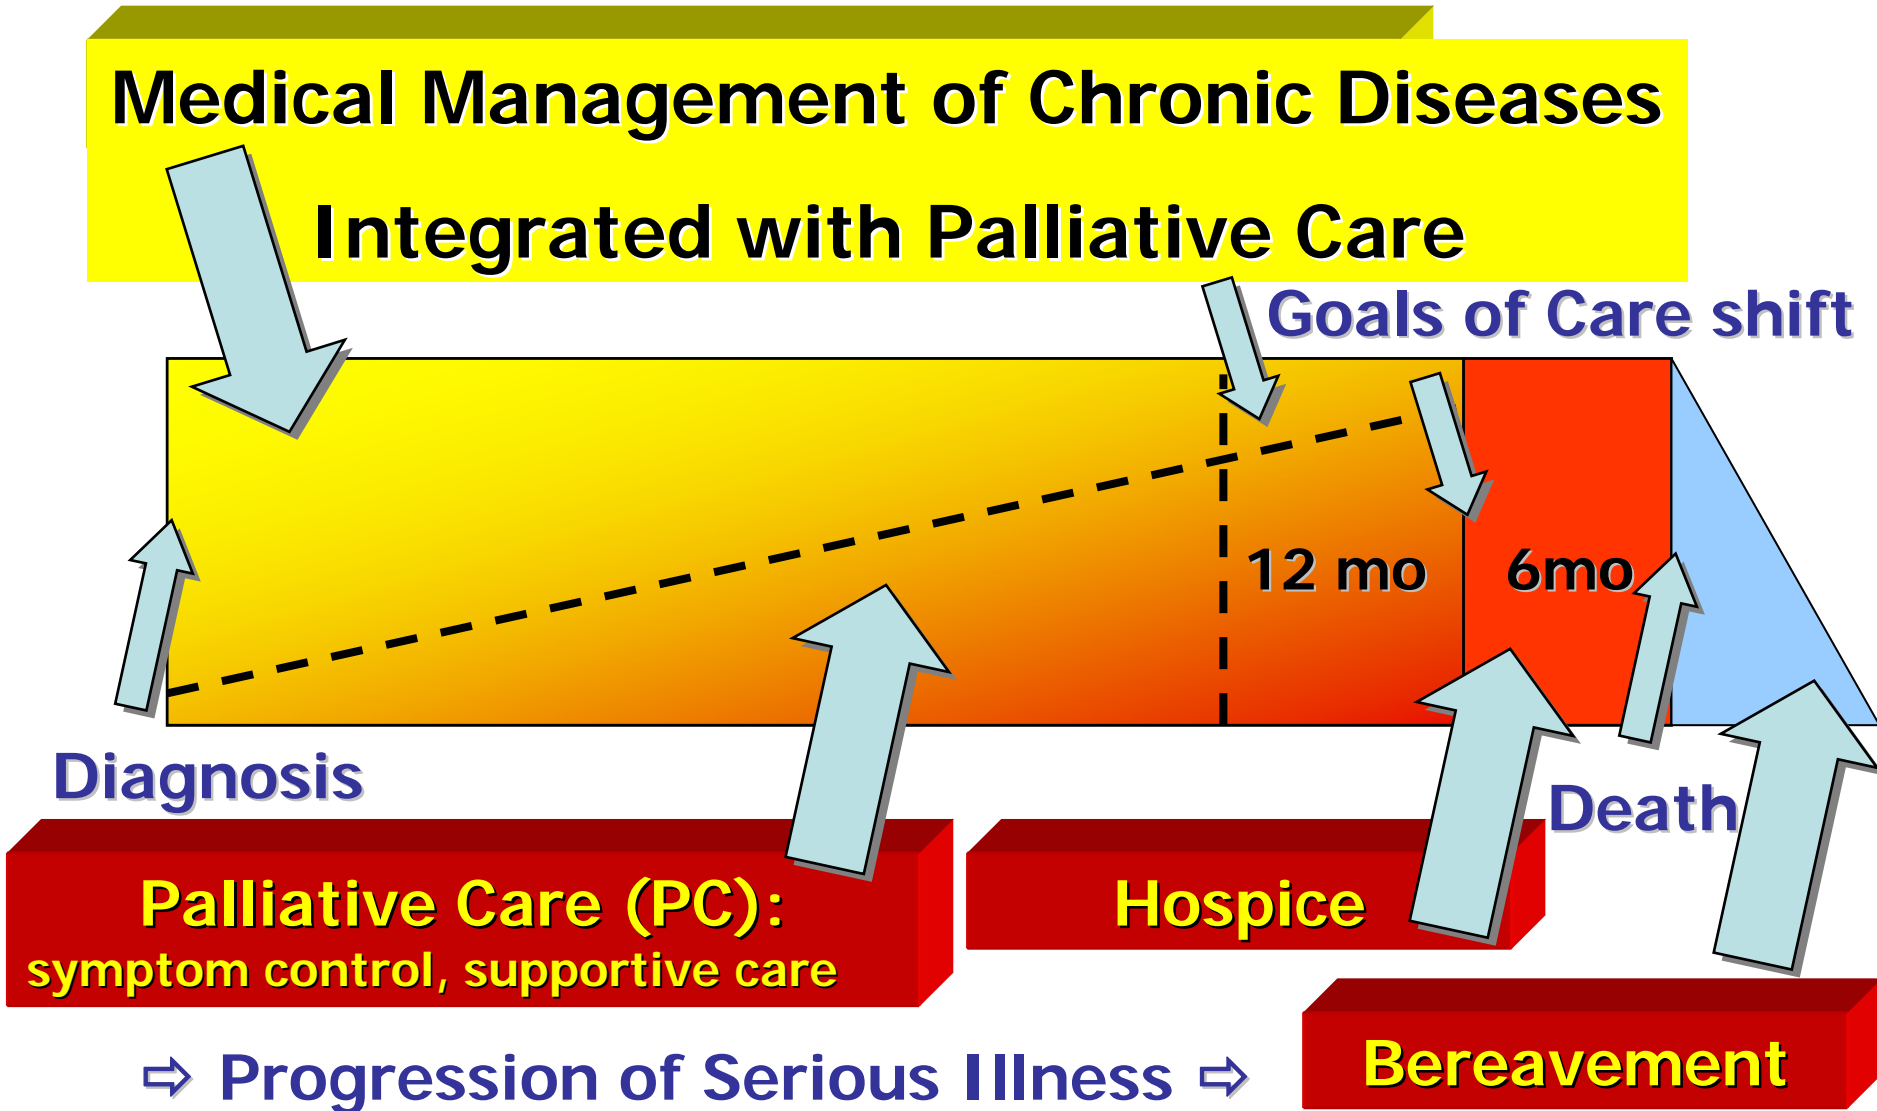 Medical Management of Chronic Diseases
Integrated with Palliative Care
Goals of Care shift
12 mo
6mo
Diagnosis
Death
Palliative Care (PC):
symptom control, supportive care
Hospice
Bereavement
⇨ Progression of Serious Illness ⇨